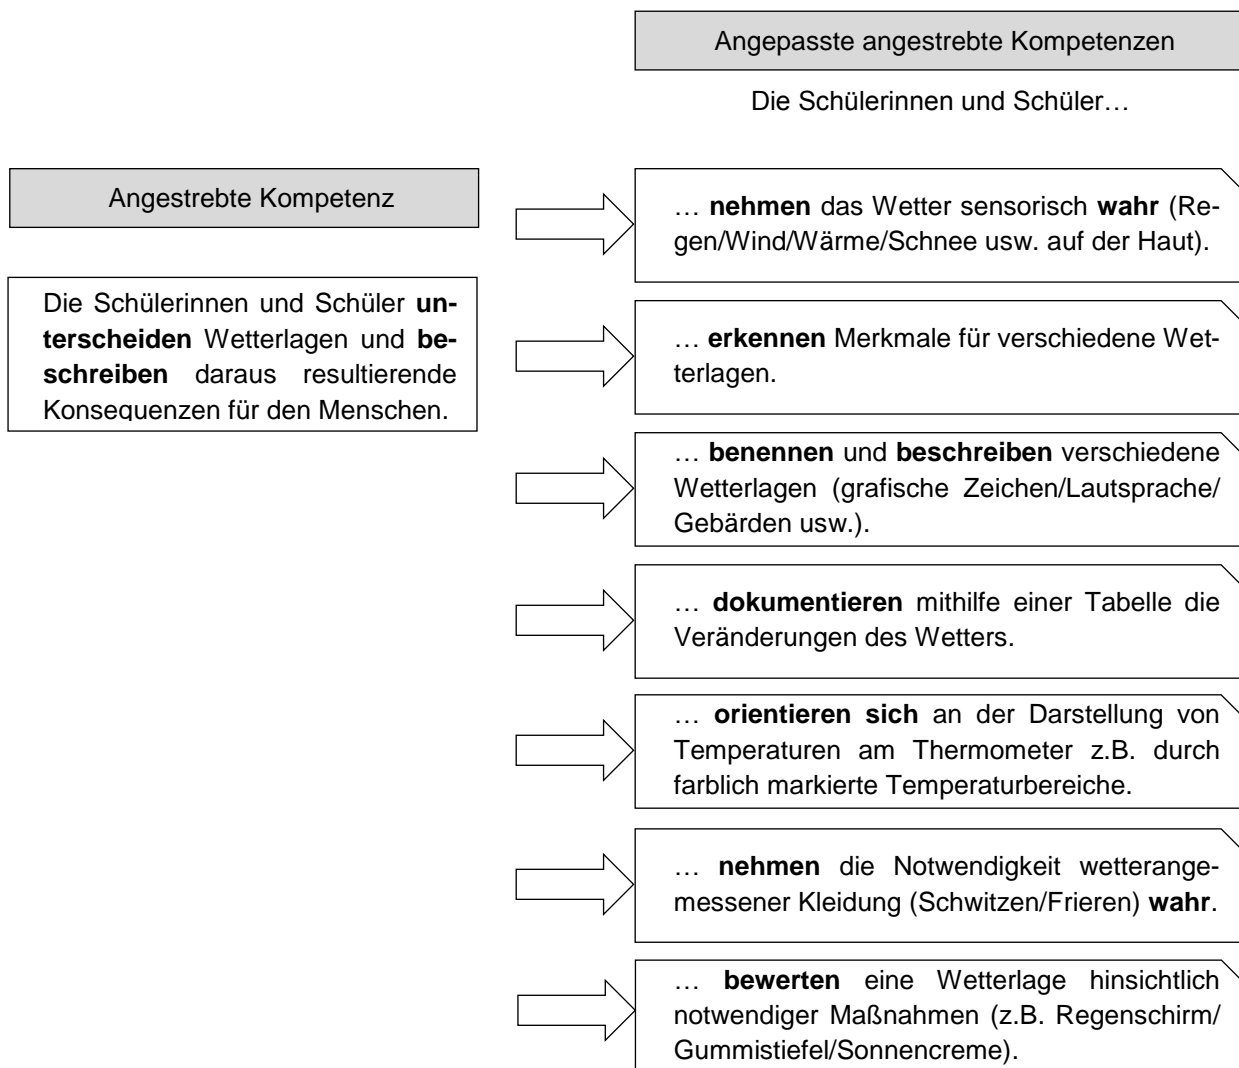 Angepasste angestrebte Kompetenzen
Die Schülerinnen und Schüler…
Angestrebte Kompetenz
Die Schülerinnen und Schüler un-
terscheiden Wetterlagen und be-
schreiben daraus resultierende
Konsequenzen für den Menschen.
… nehmen das Wetter sensorisch wahr (Re-
gen/Wind/Wärme/Schnee usw. auf der Haut).
… erkennen Merkmale für verschiedene Wet-
terlagen.
… benennen und beschreiben verschiedene
Wetterlagen (grafische Zeichen/Lautsprache/
Gebärden usw.).
… dokumentieren mithilfe einer Tabelle die
Veränderungen des Wetters.
… orientieren sich an der Darstellung von
Temperaturen am Thermometer z.B. durch
farblich markierte Temperaturbereiche.
… nehmen die Notwendigkeit wetterange-
messener Kleidung (Schwitzen/Frieren) wahr.
… bewerten eine Wetterlage hinsichtlich
notwendiger Maßnahmen (z.B. Regenschirm/
Gummistiefel/Sonnencreme).